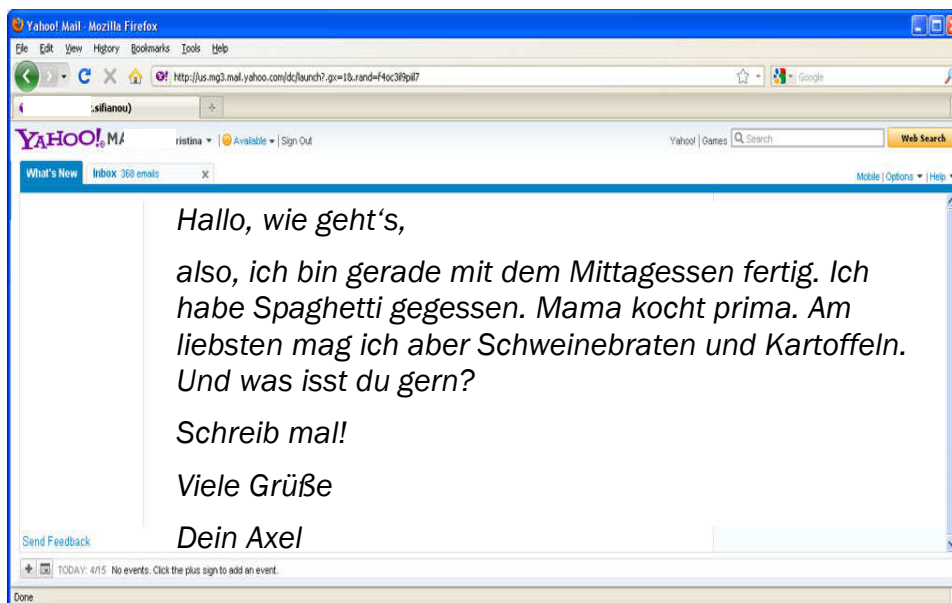 Yahoo! Mail - Mozilla Firefox
File Edit View History Bookmarks Tools Help
http://us.mg3.mail.yahoo.com/dc/launch?.gx=1&.rand=f4oc3l9pil7 Google
.sifianou)
YAHOO! MA ristina | Available | Sign Out Yahoo! | Games Search Web Search
What's New Inbox 368 emails x Mobile | Options | Help
Hallo, wie geht‘s,
also, ich bin gerade mit dem Mittagessen fertig. Ich
habe Spaghetti gegessen. Mama kocht prima. Am
liebsten mag ich aber Schweinebraten und Kartoffeln.
Und was isst du gern?
Schreib mal!
Viele Grüße
Dein Axel
Send Feedback
TODAY: 4/15 No events. Click the plus sign to add an event.
Done